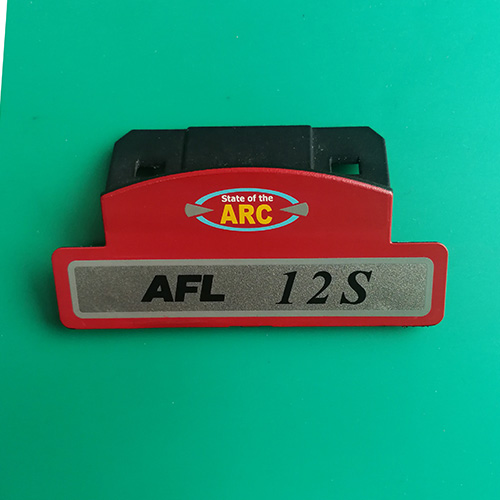 State of the
ARC
AFL 12S